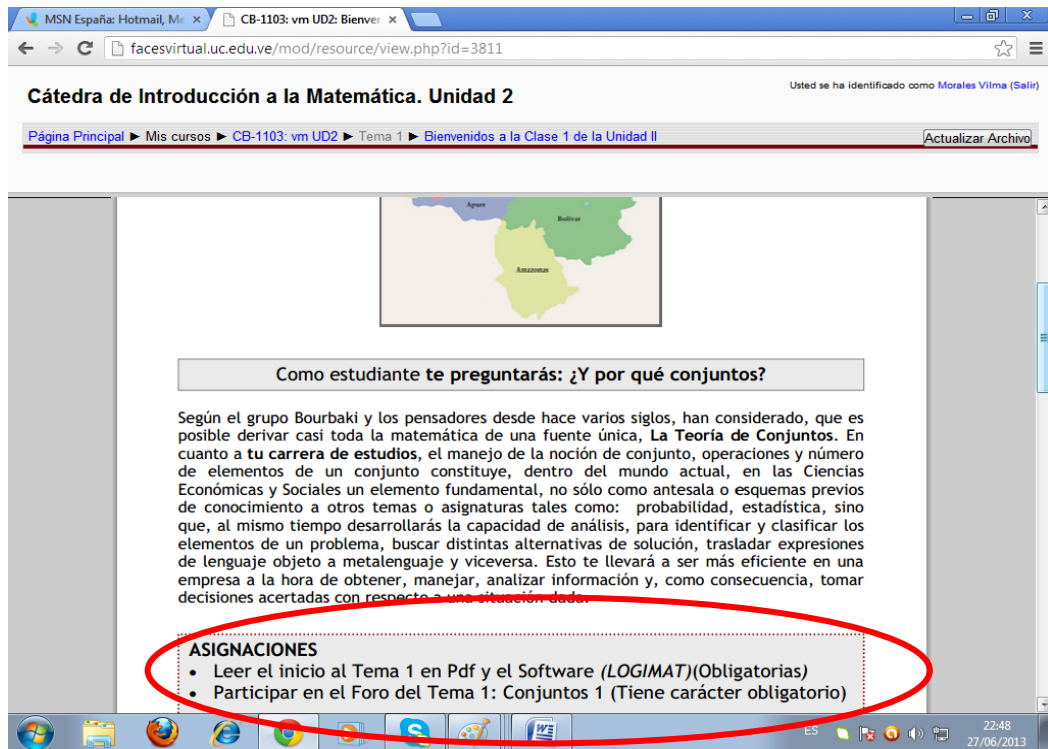 MSN España: Hotmail, Me
CB-1103: vm UD2: Bienver
facesvirtual.uc.edu.ve/mod/resource/view.php?id=3811
Cátedra de Introducción a la Matemática. Unidad 2
Usted se ha identificado como Morales Vilma (Salir)
Página Principal ► Mis cursos ► CB-1103: vm UD2 ► Tema 1 ► Bienvenidos a la Clase 1 de la Unidad II
Actualizar Archivo
Apure
Bolívar
Amazonas
Como estudiante te preguntarás: ¿Y por qué conjuntos?
Según el grupo Bourbaki y los pensadores desde hace varios siglos, han considerado, que es
posible derivar casi toda la matemática de una fuente única, La Teoría de Conjuntos. En
cuanto a tu carrera de estudios, el manejo de la noción de conjunto, operaciones y número
de elementos de un conjunto constituye, dentro del mundo actual, en las Ciencias
Económicas y Sociales un elemento fundamental, no sólo como antesala o esquemas previos
de conocimiento a otros temas o asignaturas tales como: probabilidad, estadística, sino
que, al mismo tiempo desarrollarás la capacidad de análisis, para identificar y clasificar los
elementos de un problema, buscar distintas alternativas de solución, trasladar expresiones
de lenguaje objeto a metalenguaje y viceversa. Esto te llevará a ser más eficiente en una
empresa a la hora de obtener, manejar, analizar información y, como consecuencia, tomar
decisiones acertadas con respecto a una situación dada.
ASIGNACIONES
• Leer el inicio al Tema 1 en Pdf y el Software (LOGIMAT)(Obligatorias)
• Participar en el Foro del Tema 1: Conjuntos 1 (Tiene carácter obligatorio)
ES
22:48
27/06/2013